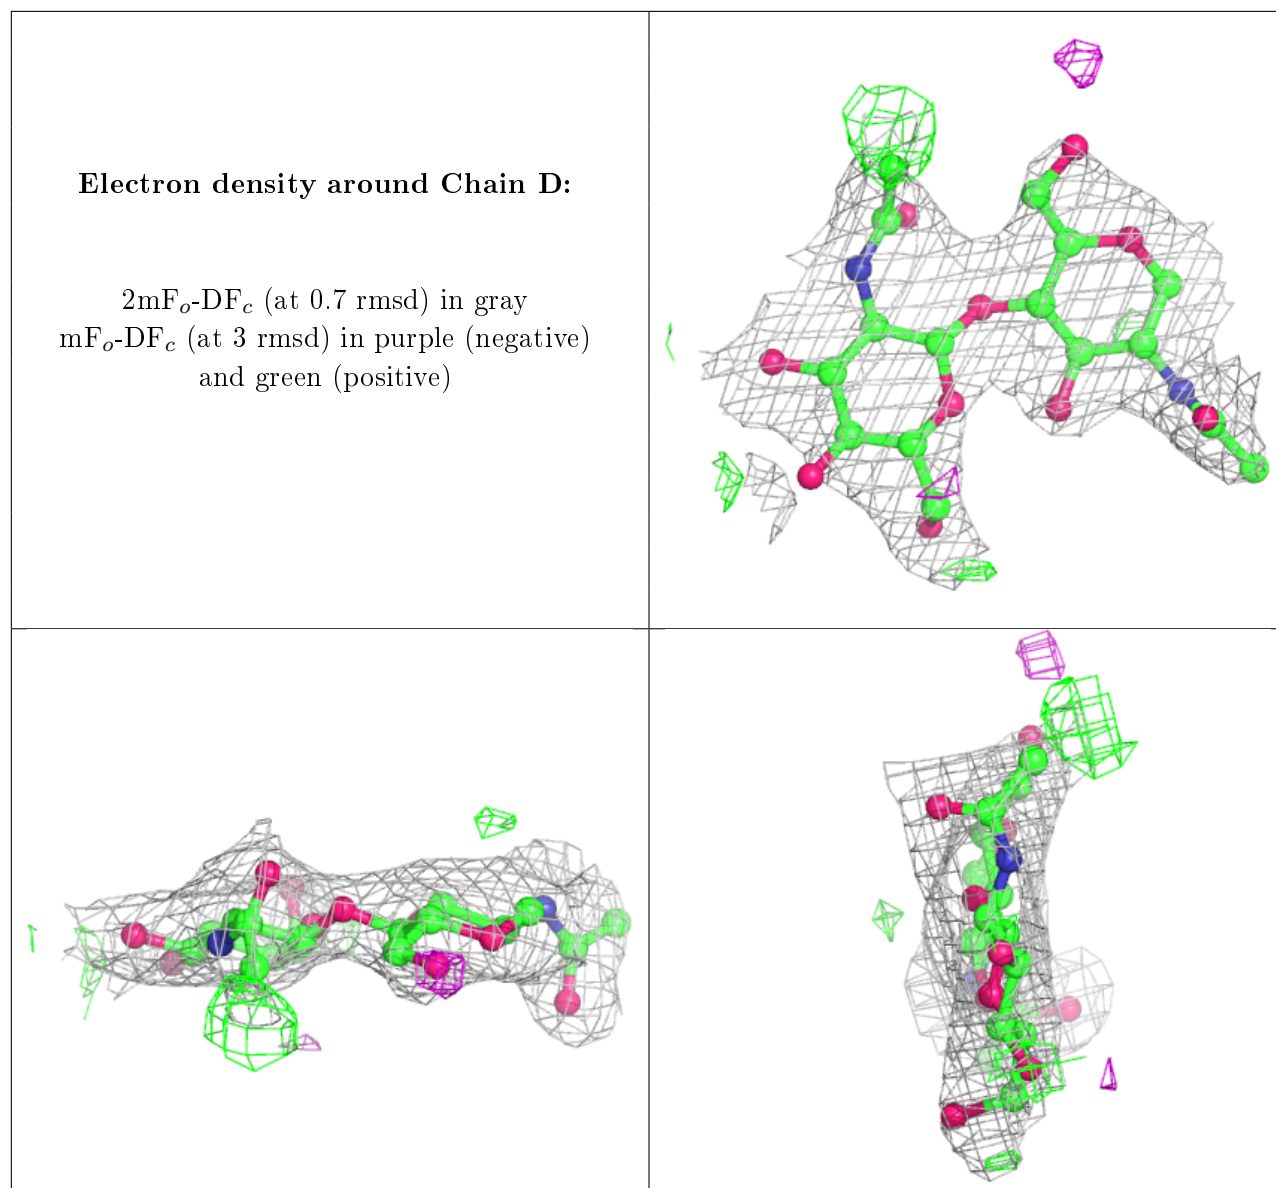 Electron density around Chain D:
2mFₒ-DF𝑐 (at 0.7 rmsd) in gray
mFₒ-DF𝑐 (at 3 rmsd) in purple (negative)
and green (positive)